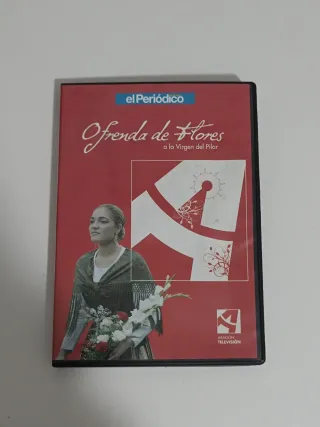 el Periódico
Ofrenda de Flores
a la Virgen del Pilar
ARAGÓN
TELEVISIÓN